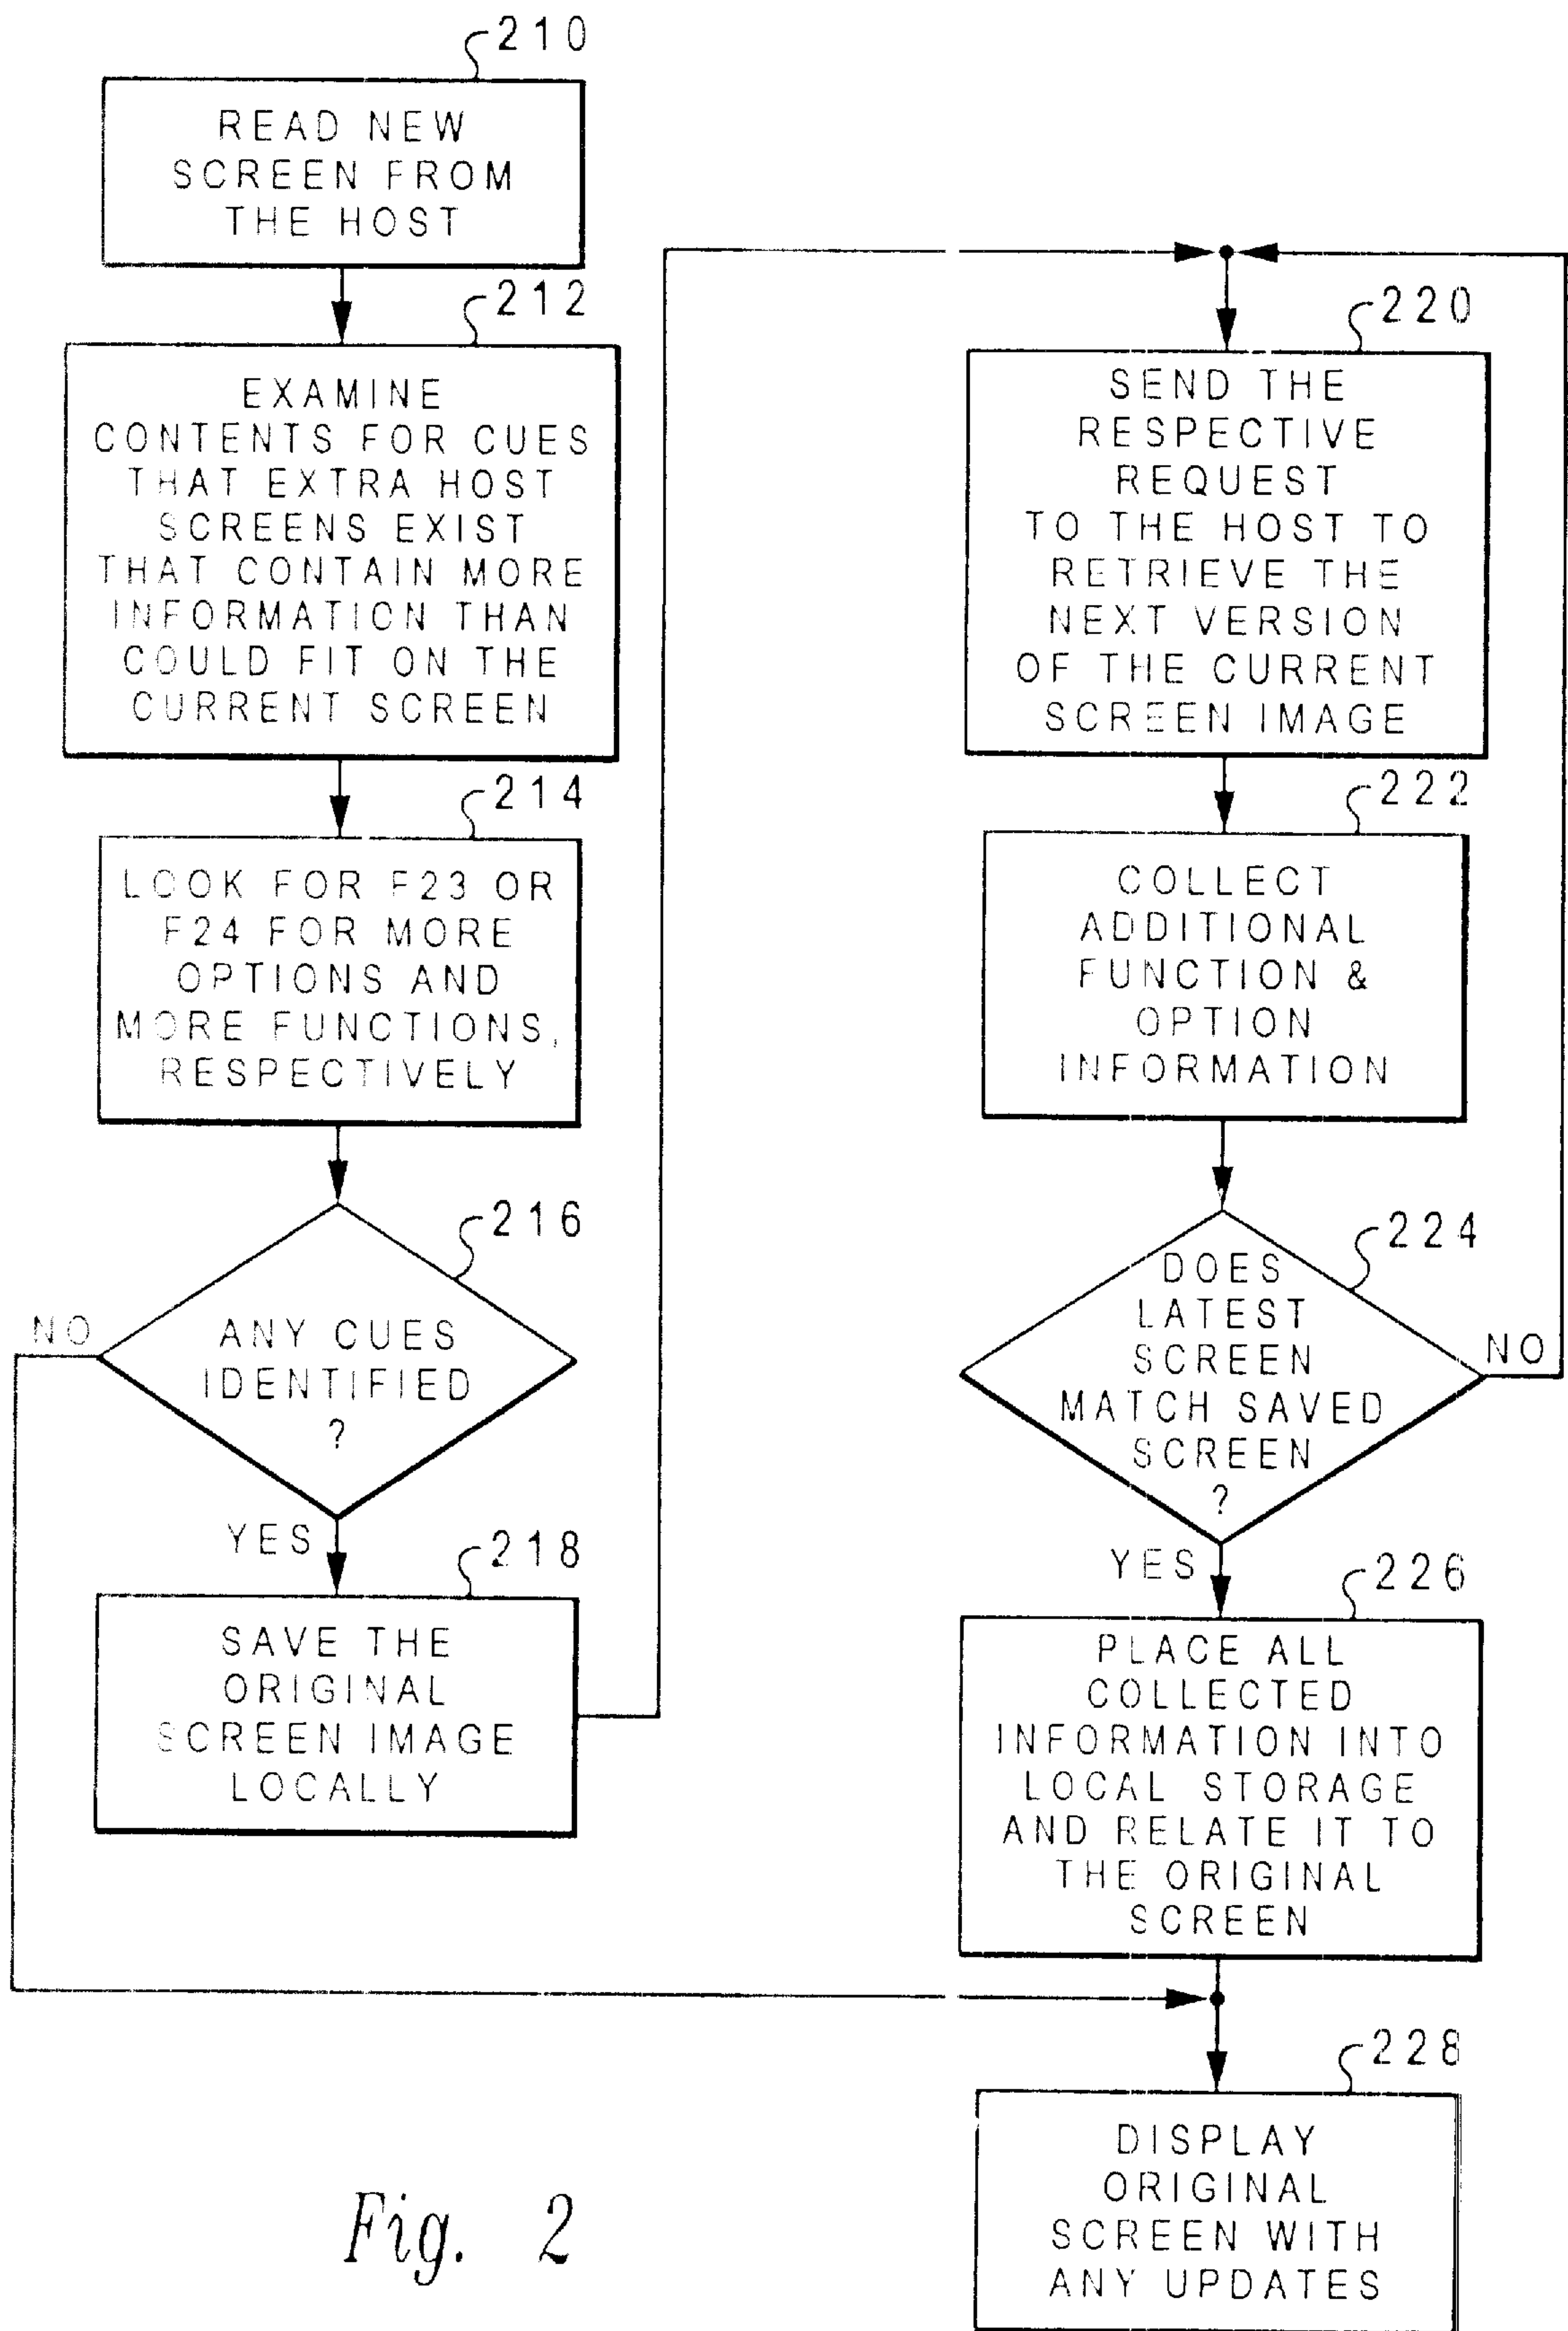 210
READ NEW
SCREEN FROM
THE HOST
212
EXAMINE
CONTENTS FOR CUES
THAT EXTRA HOST
SCREENS EXIST
THAT CONTAIN MORE
INFORMATION THAN
COULD FIT ON THE
CURRENT SCREEN
214
LOOK FOR F23 OR
F24 FOR MORE
OPTIONS AND
MORE FUNCTIONS,
RESPECTIVELY
216
NO
ANY CUES
IDENTIFIED
?
YES
218
SAVE THE
ORIGINAL
SCREEN IMAGE
LOCALLY
220
SEND THE
RESPECTIVE
REQUEST
TO THE HOST TO
RETRIEVE THE
NEXT VERSION
OF THE CURRENT
SCREEN IMAGE
222
COLLECT
ADDITIONAL
FUNCTION &
OPTION
INFORMATION
224
DOES
LATEST
SCREEN
MATCH SAVED
SCREEN
?
NO
YES
226
PLACE ALL
COLLECTED
INFORMATION INTO
LOCAL STORAGE
AND RELATE IT TO
THE ORIGINAL
SCREEN
228
DISPLAY
ORIGINAL
SCREEN WITH
ANY UPDATES
Fig. 2